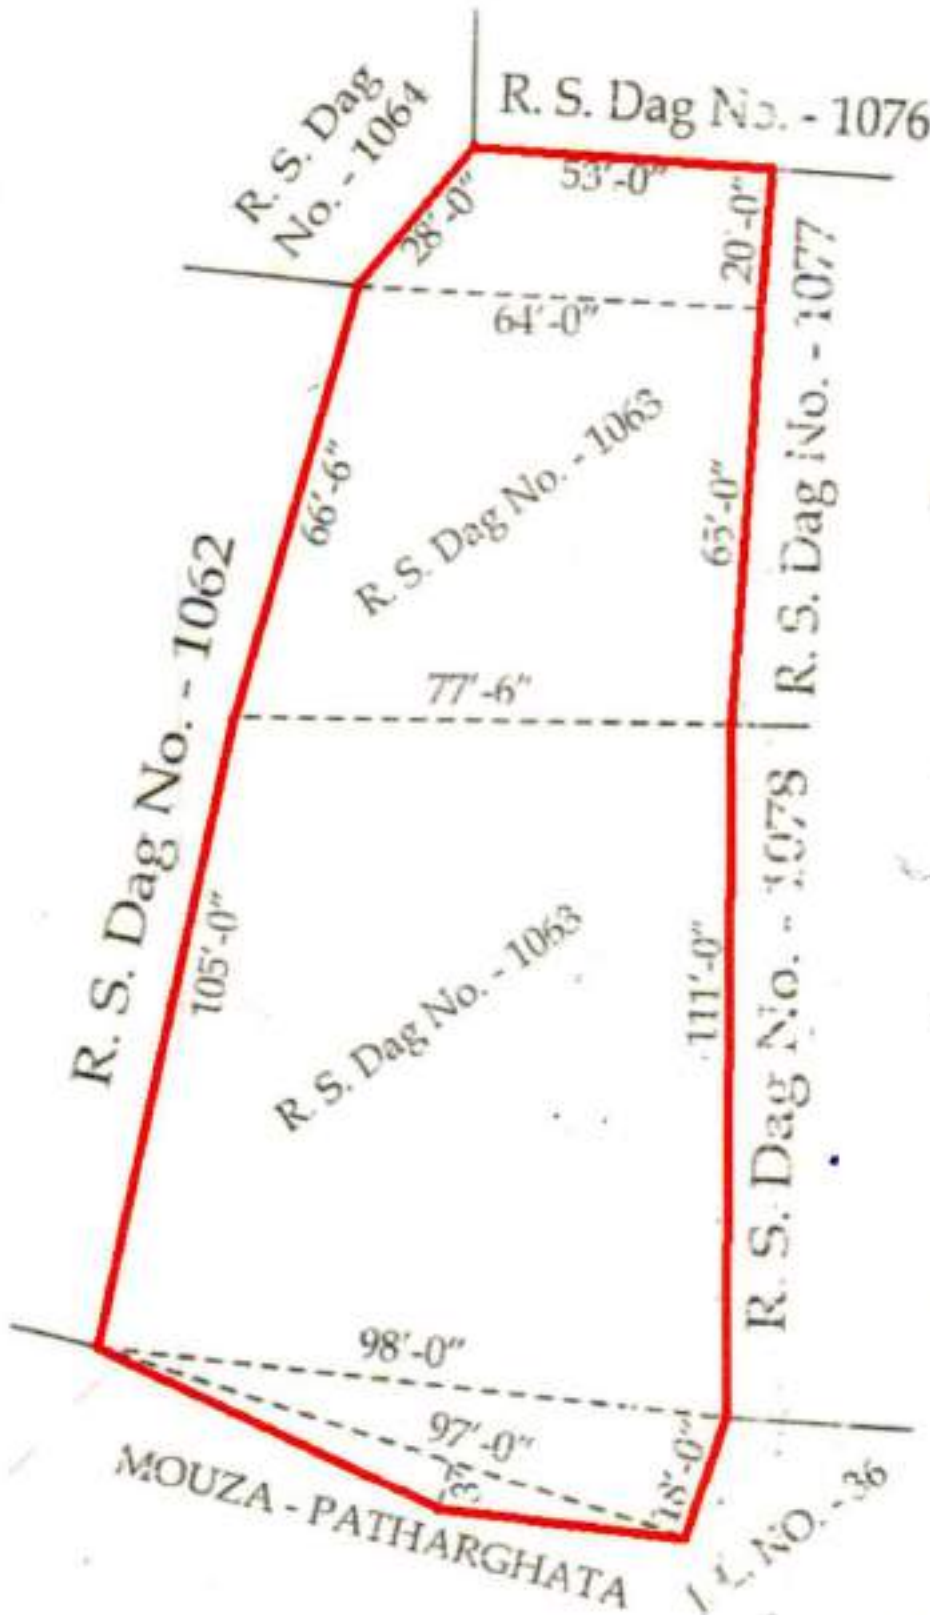 R. S. Dag No. - 1076
R. S. Dag
No. - 1064
53'-0"
28'-0"
20'-0"
64'-0"
R. S. Dag No. - 1077
R. S. Dag No. - 1063
66'-6"
65'-0"
R. S. Dag No. - 1062
77'-6"
R. S. Dag No. - 1078
105'-0"
111'-0"
R. S. Dag No. - 1063
98'-0"
97'-0"
18'-0"
MOUZA - PATHARGHATA
NO. - 36